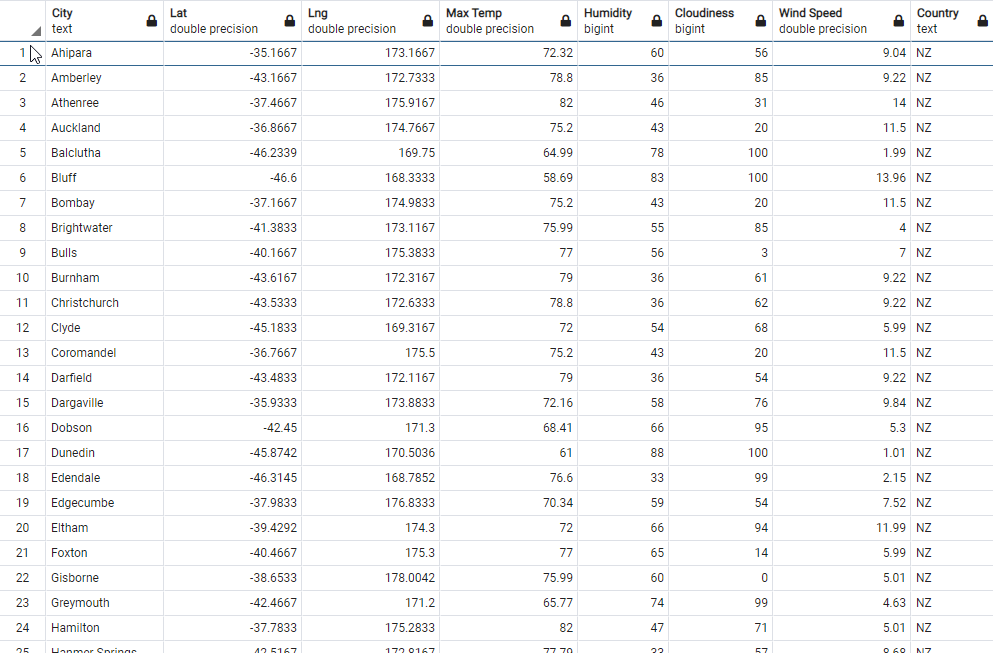 City Lat Lng Max Temp Humidity Cloudiness Wind Speed Country
text double precision double precision double precision bigint bigint double precision text
1 Ahipara -35.1667 173.1667 72.32 60 56 9.04 NZ
2 Amberley -43.1667 172.7333 78.8 36 85 9.22 NZ
3 Athenree -37.4667 175.9167 82 46 31 14 NZ
4 Auckland -36.8667 174.7667 75.2 43 20 11.5 NZ
5 Balclutha -46.2339 169.75 64.99 78 100 1.99 NZ
6 Bluff -46.6 168.3333 58.69 83 100 13.96 NZ
7 Bombay -37.1667 174.9833 75.2 43 20 11.5 NZ
8 Brightwater -41.3833 173.1167 75.99 55 85 4 NZ
9 Bulls -40.1667 175.3833 77 56 3 7 NZ
10 Burnham -43.6167 172.3167 79 36 61 9.22 NZ
11 Christchurch -43.5333 172.6333 78.8 36 62 9.22 NZ
12 Clyde -45.1833 169.3167 72 54 68 5.99 NZ
13 Coromandel -36.7667 175.5 75.2 43 20 11.5 NZ
14 Darfield -43.4833 172.1167 79 36 54 9.22 NZ
15 Dargaville -35.9333 173.8833 72.16 58 76 9.84 NZ
16 Dobson -42.45 171.3 68.41 66 95 5.3 NZ
17 Dunedin -45.8742 170.5036 61 88 100 1.01 NZ
18 Edendale -46.3145 168.7852 76.6 33 99 2.15 NZ
19 Edgecumbe -37.9833 176.8333 70.34 59 54 7.52 NZ
20 Eltham -39.4292 174.3 72 66 94 11.99 NZ
21 Foxton -40.4667 175.3 77 65 14 5.99 NZ
22 Gisborne -38.6533 178.0042 75.99 60 0 5.01 NZ
23 Greymouth -42.4667 171.2 65.77 74 99 4.63 NZ
24 Hamilton -37.7833 175.2833 82 47 71 5.01 NZ
25 Hanmer Springs -42.5167 172.8167 77.79 33 57 8.68 NZ